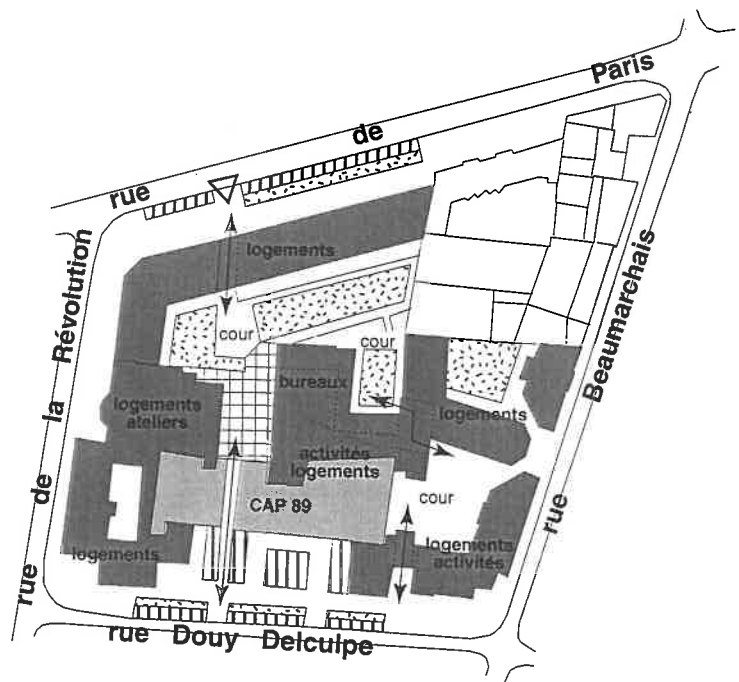 rue de Paris
logements
rue de la Révolution
rue Beaumarchais
cour
cour
bureaux
logements
ateliers
logements
activités
logements
cour
CAP 89
logements
logements
activités
rue Douy Delculpe